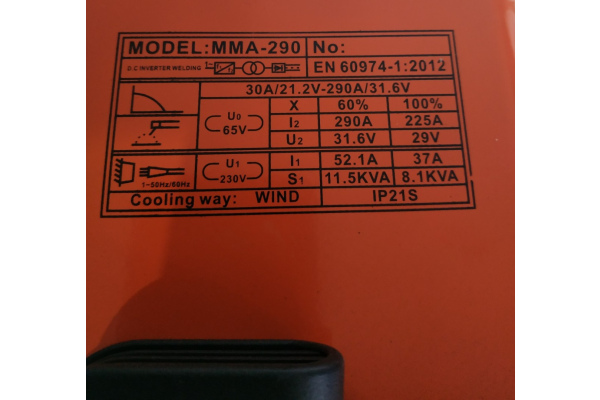 MODEL:MMA-290 No:
D.C INVERTER WELDING EN 60974-1:2012
30A/21.2V-290A/31.6V
U0 65V X 60% 100%
I2 290A 225A
U2 31.6V 29V
1~50Hz/60Hz U1 230V I1 52.1A 37A
S1 11.5KVA 8.1KVA
Cooling way: WIND IP21S